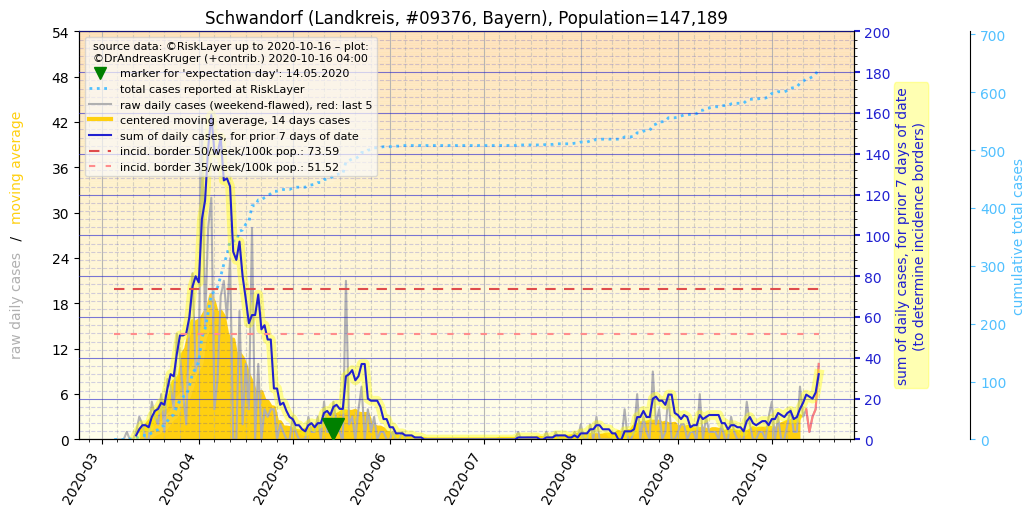 Schwandorf (Landkreis, #09376, Bayern), Population=147,189
source data: ©RiskLayer up to 2020-10-16 – plot:
©DrAndreasKruger (+contrib.) 2020-10-16 04:00
marker for 'expectation day': 14.05.2020
total cases reported at RiskLayer
raw daily cases (weekend-flawed), red: last 5
centered moving average, 14 days cases
sum of daily cases, for prior 7 days of date
incid. border 50/week/100k pop.: 73.59
incid. border 35/week/100k pop.: 51.52
raw daily cases / moving average
54
48
42
36
30
24
18
12
6
0
200
180
160
140
120
100
80
60
40
20
0
sum of daily cases, for prior 7 days of date
(to determine incidence borders)
700
600
500
400
300
200
100
0
cumulative total cases
2020-03
2020-04
2020-05
2020-06
2020-07
2020-08
2020-09
2020-10